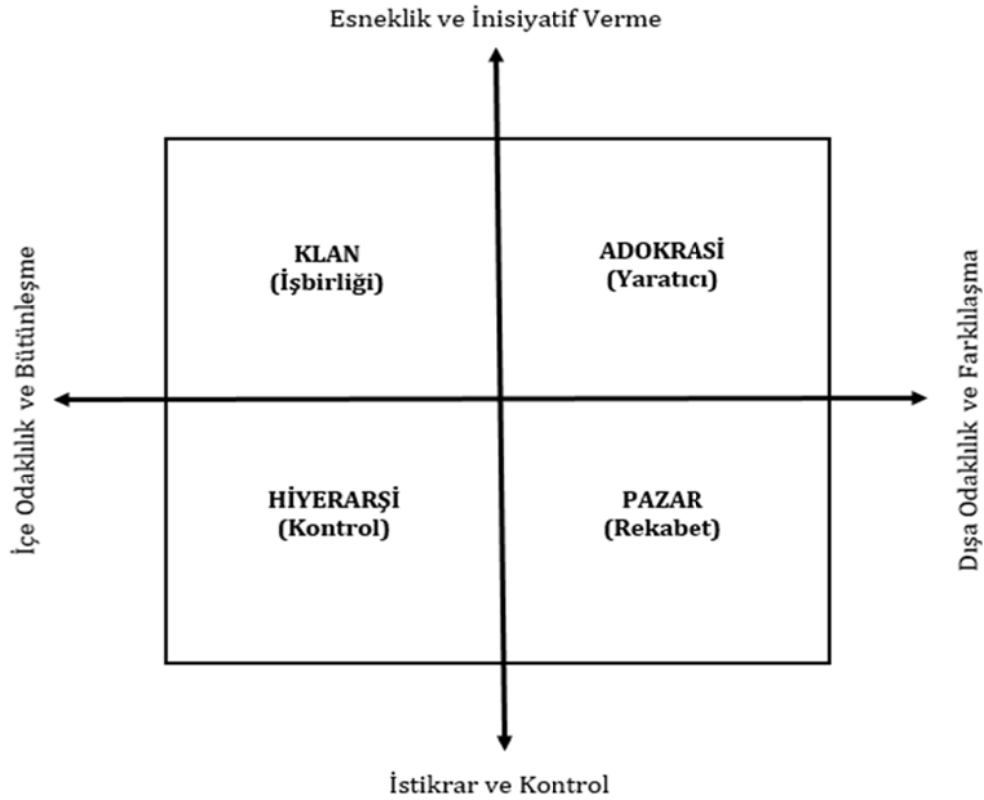 Esneklik ve İnisiyatif Verme
KLAN
(İşbirliği)
ADOKRASİ
(Yaratıcı)
İçe Odaklılık ve Bütünleşme
Dışa Odaklılık ve Farklılaşma
HİYERARŞİ
(Kontrol)
PAZAR
(Rekabet)
İstikrar ve Kontrol